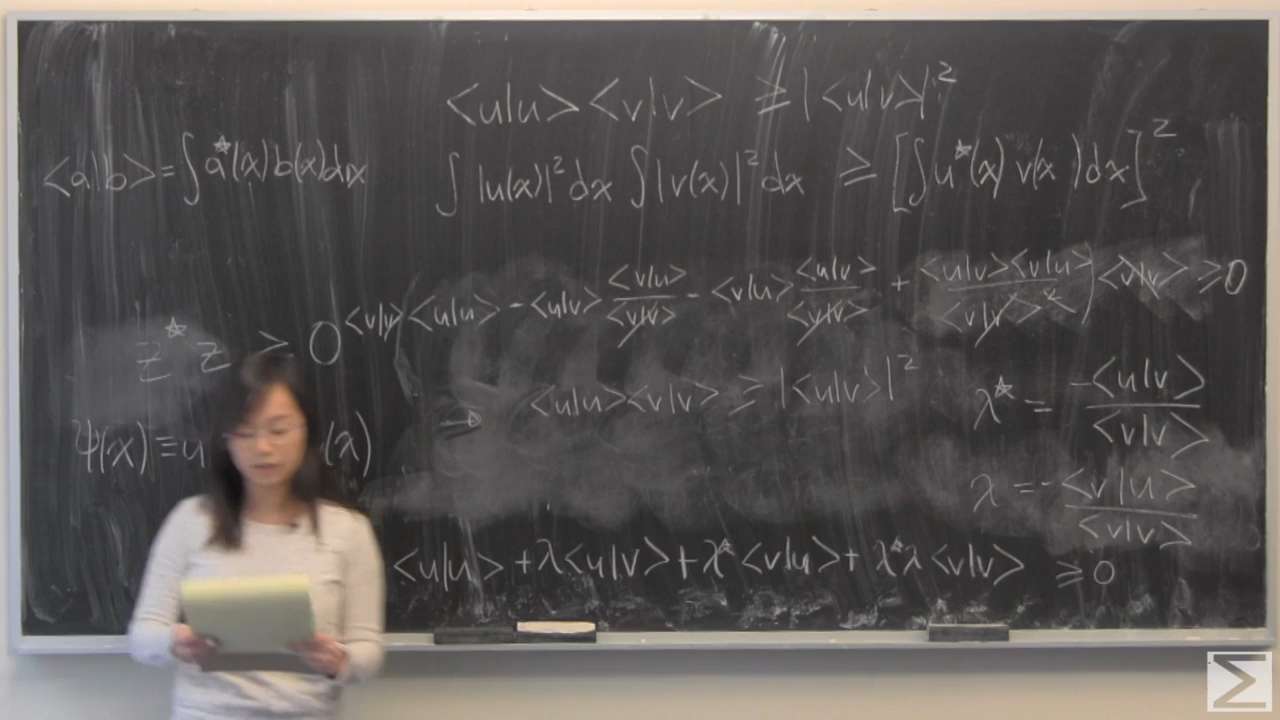 <u|u> <v|v> ≥ |<u|v>|²
<a|b> = ∫a*(x)b(x)dx
∫|u(x)|²dx ∫|v(x)|²dx ≥ [∫u*(x)v(x)dx]²
<v|v>(<u|u> - <u|v> <v|u>/<v|v> - <v|u> <u|v>/<v|v> + <u|v><v|u>/<v|v>² <v|v>) ≥0
z*z ≥ 0
→ <u|u><v|v> ≥ |<u|v>|²
λ* = -<u|v>/<v|v>
ψ(x) ≡ u (x)
λ = -<v|u>/<v|v>
<u|u> + λ<u|v> + λ*<v|u> + λ*λ<v|v> ≥ 0
Σ